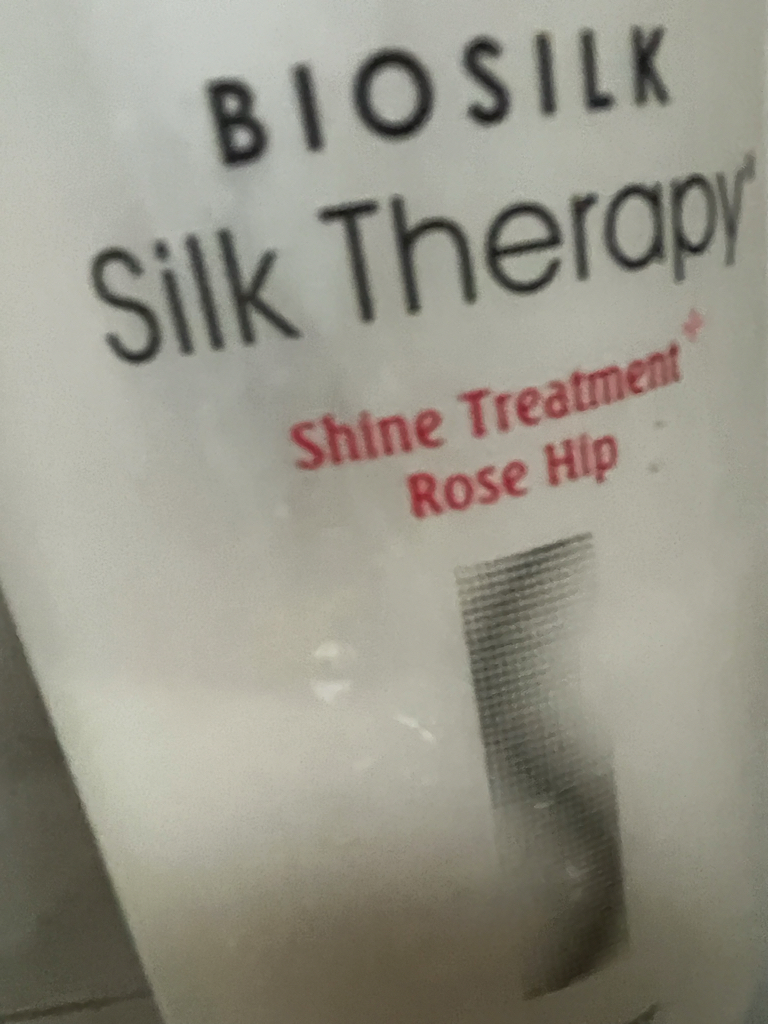 BIOSILK
Silk Therapy
Shine Treatment+
Rose Hip